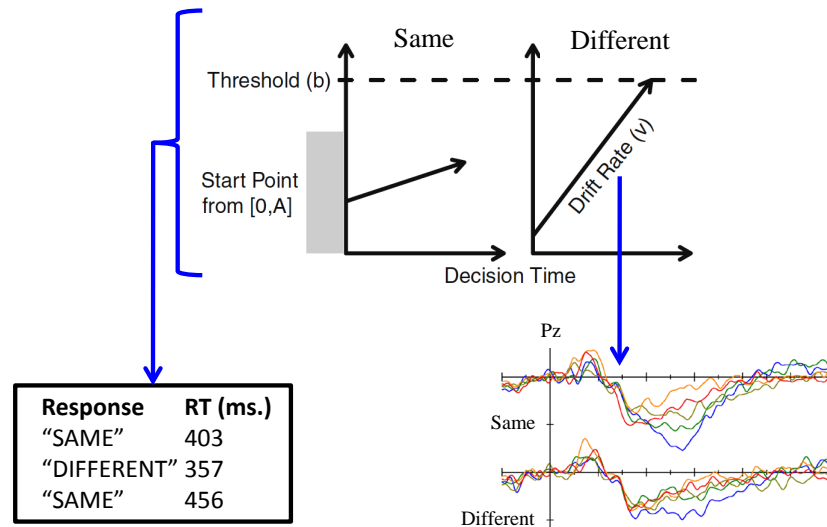 Same
Different
Threshold (b)
Start Point
from [0,A]
Drift Rate (v)
Decision Time
Pz
Same
Different
Response RT (ms.)
“SAME” 403
“DIFFERENT” 357
“SAME” 456